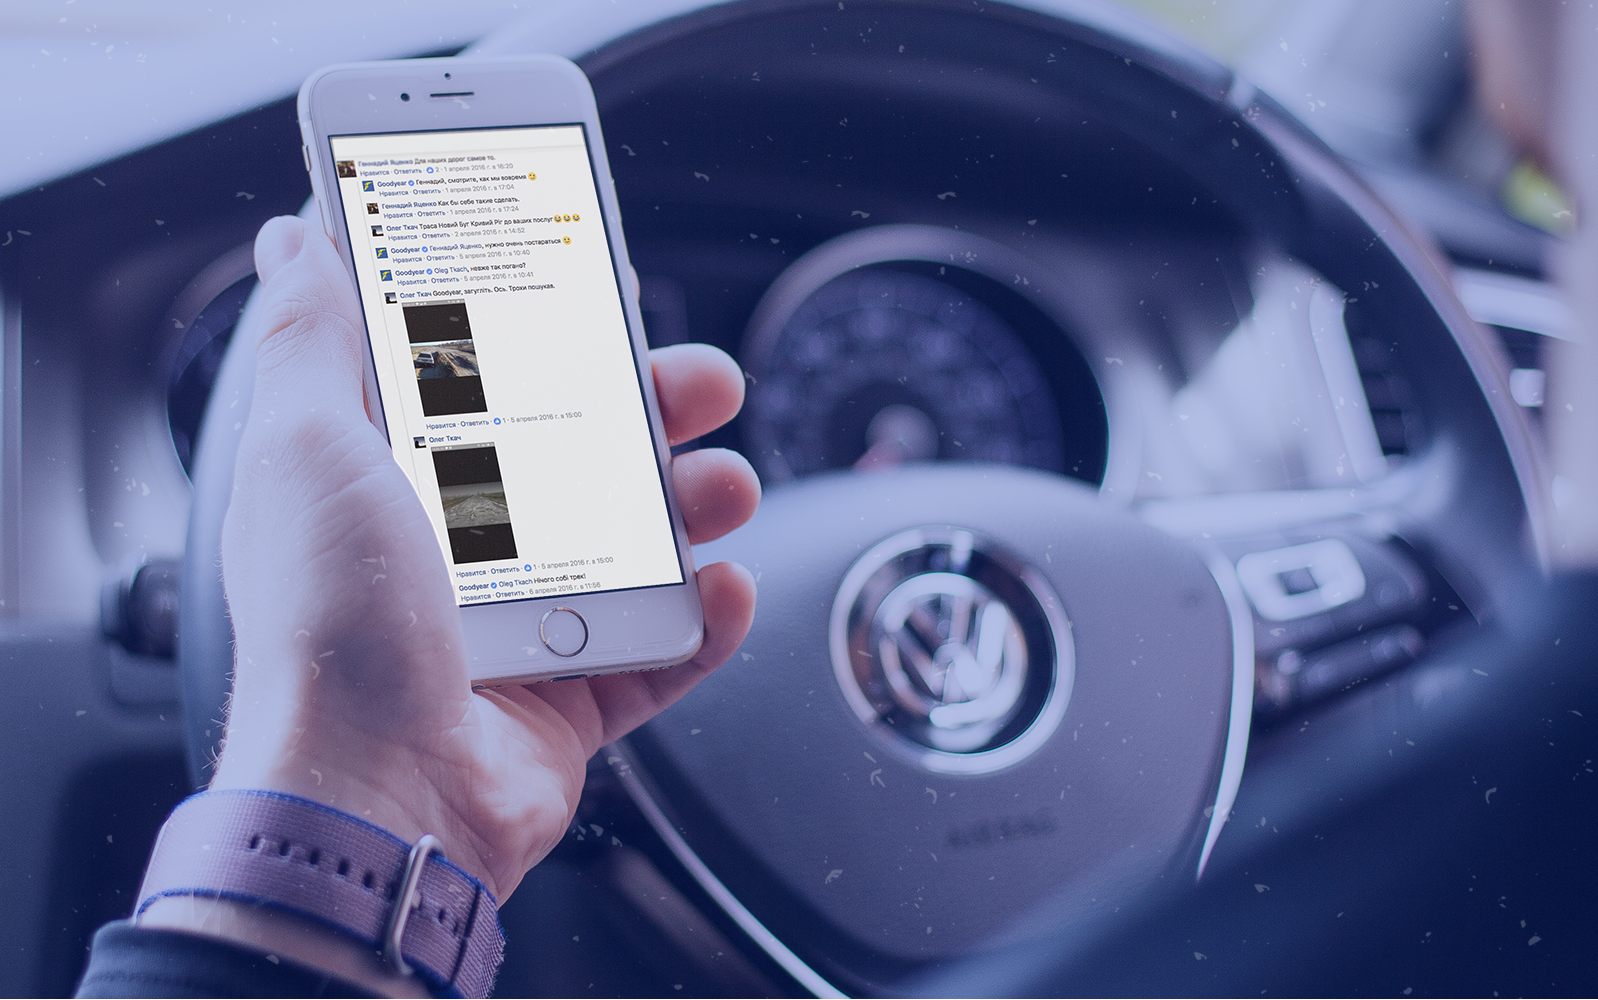 Геннадий Яценко Для наших дорог самое то.
Нравится · Ответить · 2 · 1 апреля 2016 г. в 16:20
Goodyear Геннадий, смотрите, как мы вовремя
Нравится · Ответить · 1 апреля 2016 г. в 17:04
Геннадий Яценко Как бы себе такие сделать.
Нравится · Ответить · 1 апреля 2016 г. в 17:24
Олег Ткач Траса Новий Буг Кривий Ріг до ваших послуг
Нравится · Ответить · 2 апреля 2016 г. в 14:52
Goodyear Геннадий Яценко, нужно очень постараться
Нравится · Ответить · 5 апреля 2016 г. в 10:40
Goodyear Oleg Tkach, невже так погано?
Нравится · Ответить · 5 апреля 2016 г. в 10:41
Олег Ткач Goodyear, загугліть. Ось. Трохи пошукав.
Нравится · Ответить · 1 · 5 апреля 2016 г. в 15:00
Олег Ткач
Нравится · Ответить · 1 · 5 апреля 2016 г. в 15:00
Goodyear Oleg Tkach Нічого собі трек!
Нравится · Ответить · 6 апреля 2016 г. в 11:56
AIRBAG